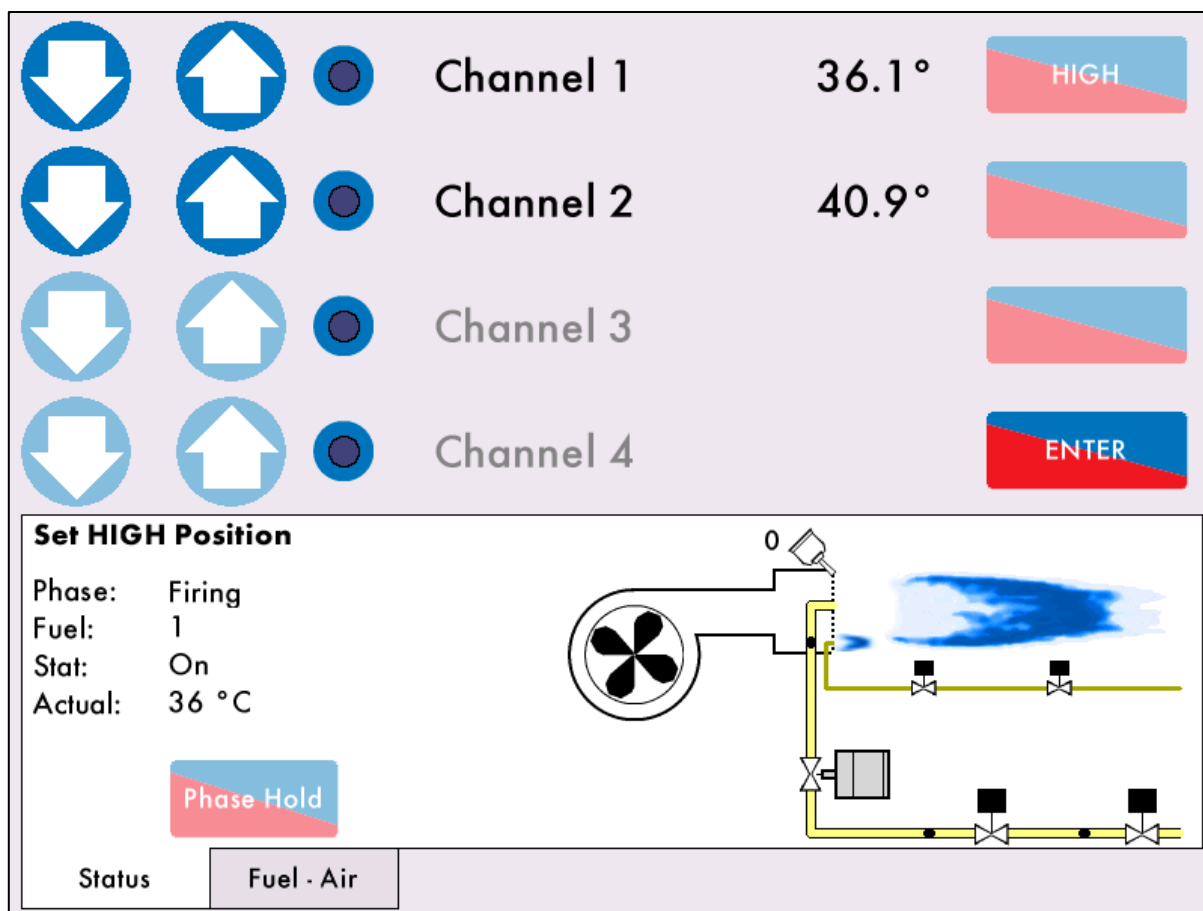 Channel 1 36.1° HIGH
Channel 2 40.9°
Channel 3
Channel 4 ENTER
Set HIGH Position
0
Phase: Firing
Fuel: 1
Stat: On
Actual: 36 °C
Phase Hold
Status Fuel - Air